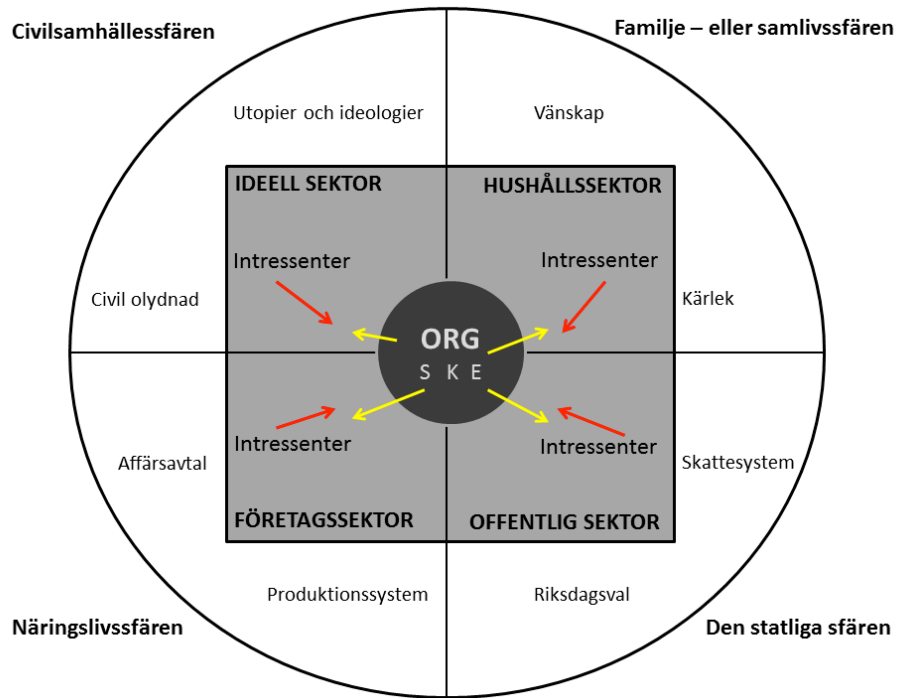 Civilsamhällessfären
Familje – eller samlivssfären
Utopier och ideologier
Vänskap
IDEELL SEKTOR
HUSHÅLLSSEKTOR
Intressenter
Intressenter
Civil olydnad
Kärlek
ORG
S K E
Intressenter
Intressenter
Affärsavtal
Skattesystem
FÖRETAGSSEKTOR
OFFENTLIG SEKTOR
Produktionssystem
Riksdagsval
Näringslivssfären
Den statliga sfären